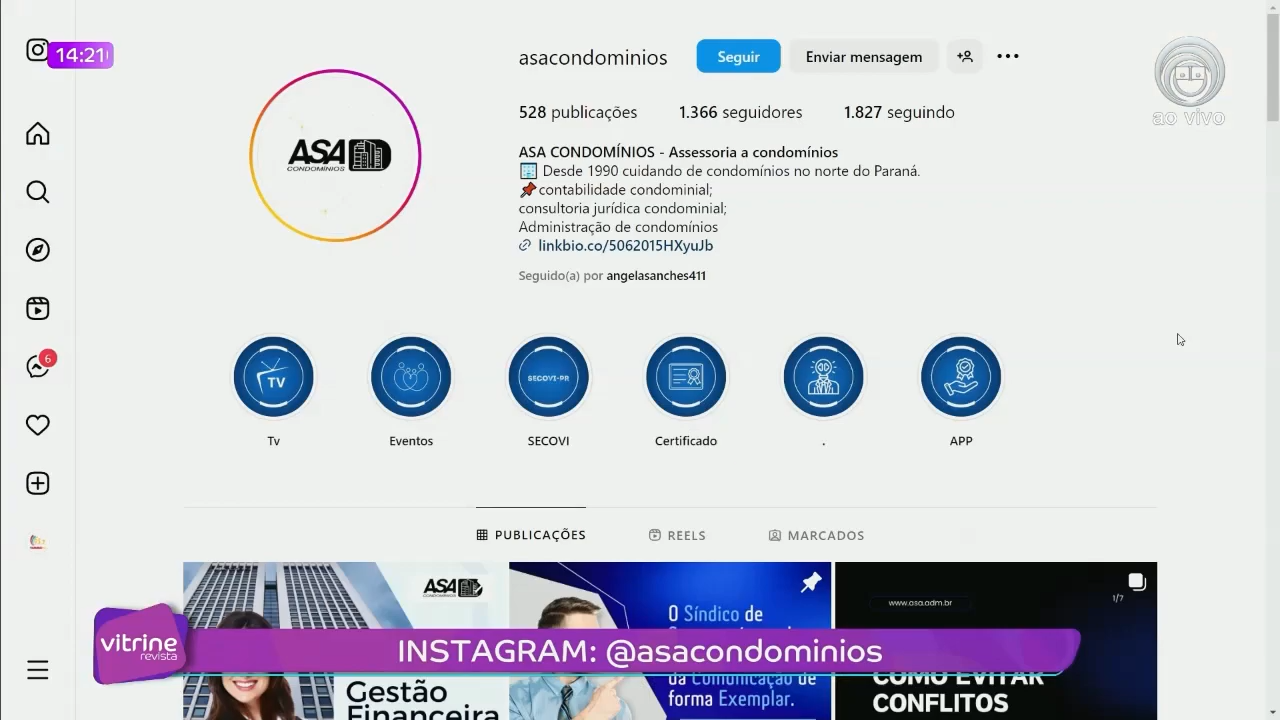 14:21
asacondominios
Seguir
Enviar mensagem
ao vivo
528 publicações
1.366 seguidores
1.827 seguindo
ASA
CONDOMÍNIOS
ASA CONDOMÍNIOS - Assessoria a condomínios
Desde 1990 cuidando de condomínios no norte do Paraná.
contabilidade condominial;
consultoria jurídica condominial;
Administração de condomínios
linkbio.co/5062015HXyuJb
Seguido(a) por angelasanches411
6
TV
SECOVI-PR
Tv
Eventos
SECOVI
Certificado
.
APP
PUBLICAÇÕES
REELS
MARCADOS
ASA
CONDOMÍNIOS
O Síndico de
www.asa.adm.br
1/7
vitrine
revista
INSTAGRAM: @asacondominios
da Comunicação de
forma Exemplar.
Gestão
Financeira
COMO EVITAR
CONFLITOS